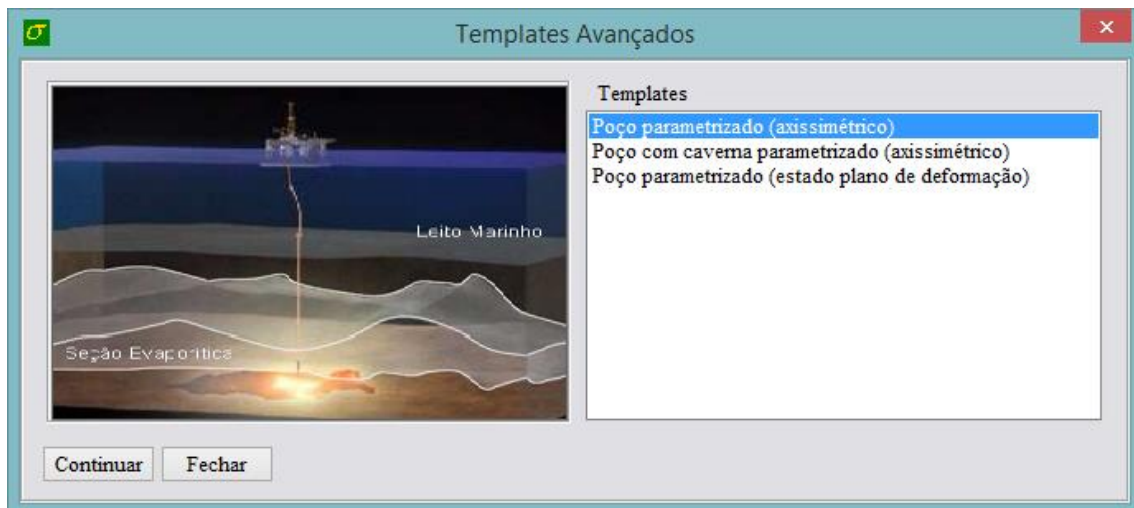 σ
Templates Avançados
Templates
Poço parametrizado (axissimétrico)
Poço com caverna parametrizado (axissimétrico)
Poço parametrizado (estado plano de deformação)
Leito Marinho
Seção Evaporítica
Continuar
Fechar